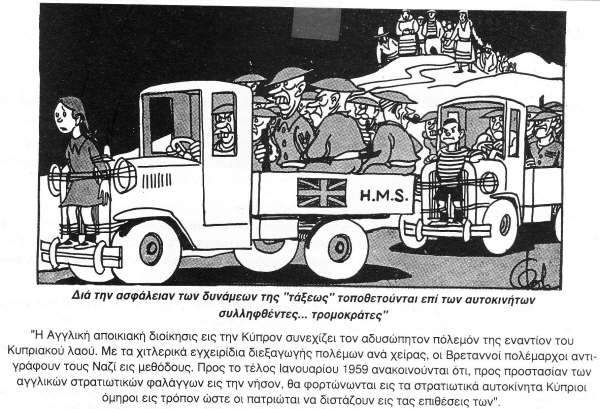 H.M.S.
Διά την ασφάλειαν των δυνάμεων της "τάξεως" τοποθετούνται επί των αυτοκινήτων
συλληφθέντες... τρομοκράτες"
"Η Αγγλική αποικιακή διοίκησις εις την Κύπρον συνεχίζει τον αδυσώπητον πόλεμόν της εναντίον του
Κυπριακού λαού. Με τα χιτλερικά εγχειρίδια διεξαγωγής πολέμων ανά χείρας, οι Βρεταννοί πολέμαρχοι αντι-
γράφουν τους Ναζί εις μεθόδους. Προς το τέλος Ιανουαρίου 1959 ανακοινούνται ότι, προς προστασίαν των
αγγλικών στρατιωτικών φαλάγγων εις την νήσον, θα φορτώνωνται εις τα στρατιωτικά αυτοκίνητα Κύπριοι
όμηροι εις τρόπον ώστε οι πατριώται να διστάζουν εις τας επιθέσεις των".